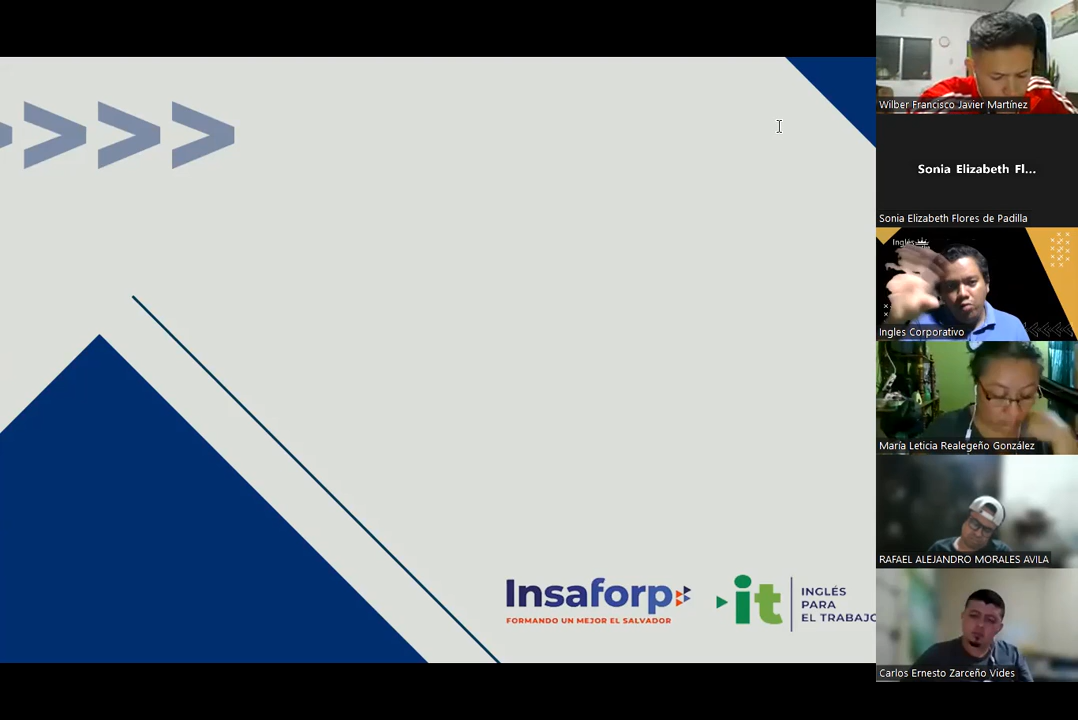 Wilber Francisco Javier Martínez
Sonia Elizabeth Fl...
Sonia Elizabeth Flores de Padilla
Inglés
Ingles Corporativo
María Leticia Realegeño González
RAFAEL ALEJANDRO MORALES AVILA
Carlos Ernesto Zarceño Vides
Insaforp
FORMANDO UN MEJOR EL SALVADOR
it
INGLÉS
PARA
EL TRABAJO